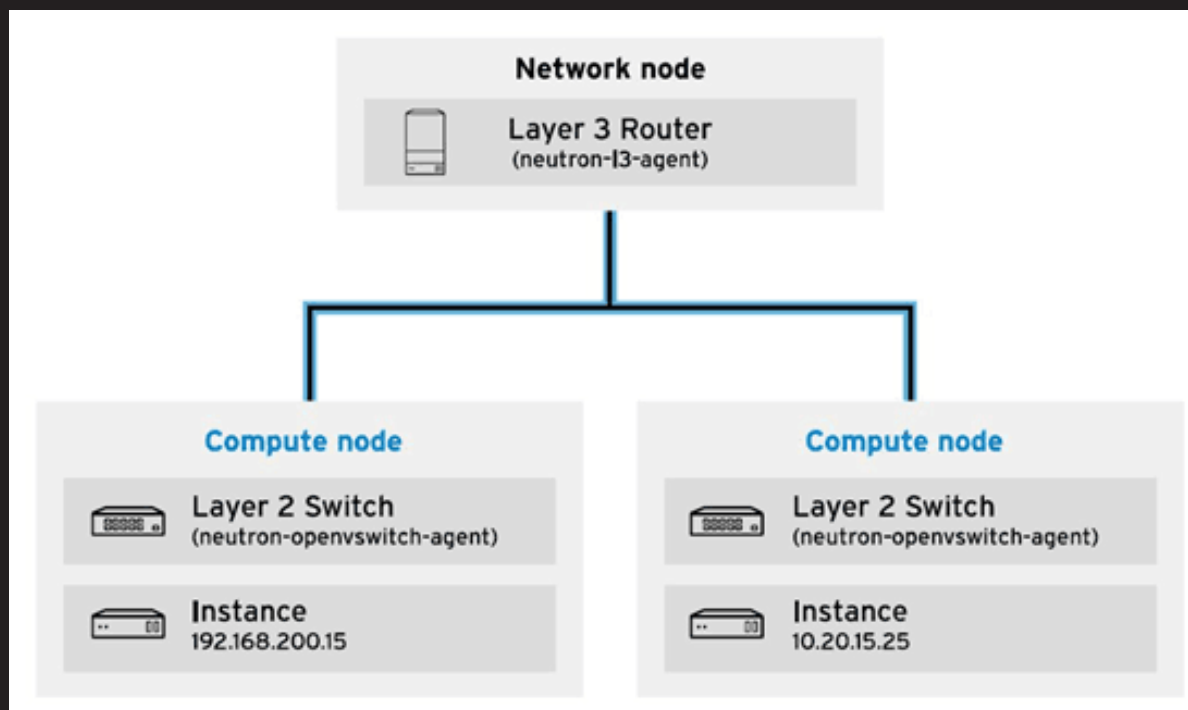 Network node
Layer 3 Router
(neutron-l3-agent)
Compute node
Layer 2 Switch
(neutron-openvswitch-agent)
Instance
192.168.200.15
Compute node
Layer 2 Switch
(neutron-openvswitch-agent)
Instance
10.20.15.25